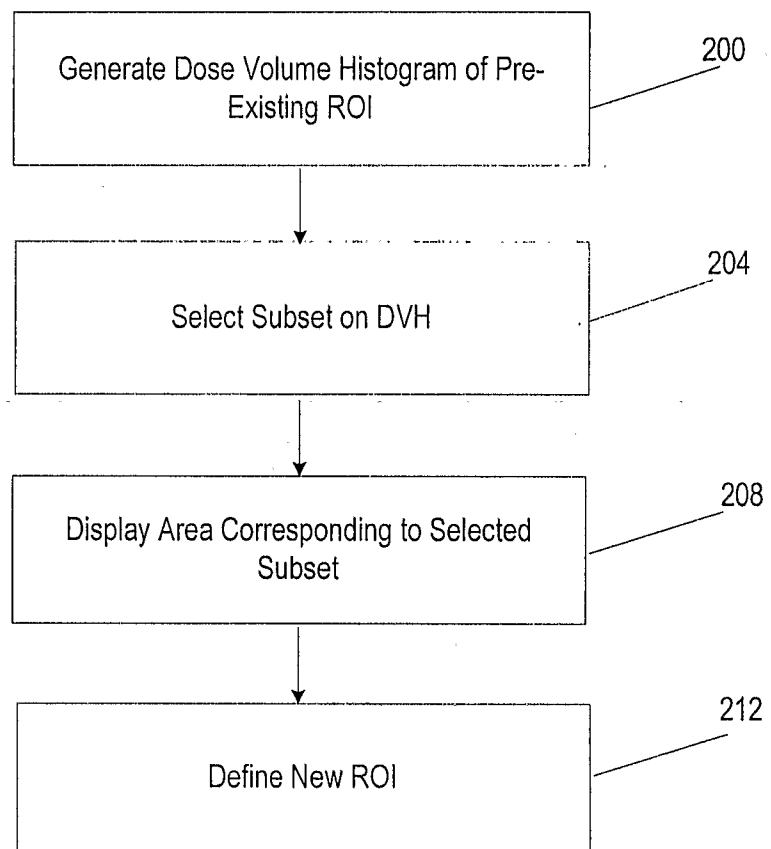 Generate Dose Volume Histogram of Pre-
Existing ROI
200
Select Subset on DVH
204
Display Area Corresponding to Selected
Subset
208
Define New ROI
212